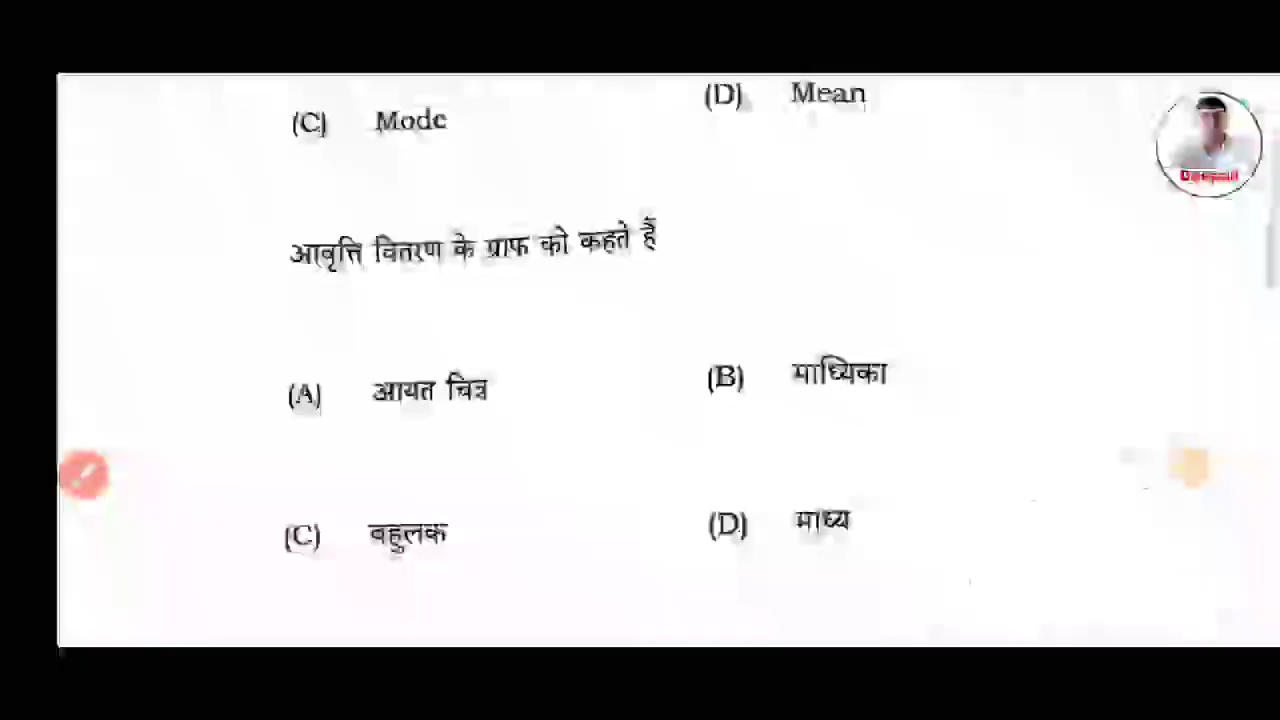 (C) Mode
(D) Mean
आवृत्ति वितरण के ग्राफ को कहते हैं
(A) आयत चित्र
(B) माध्यिका
(C) बहुलक
(D) माध्य